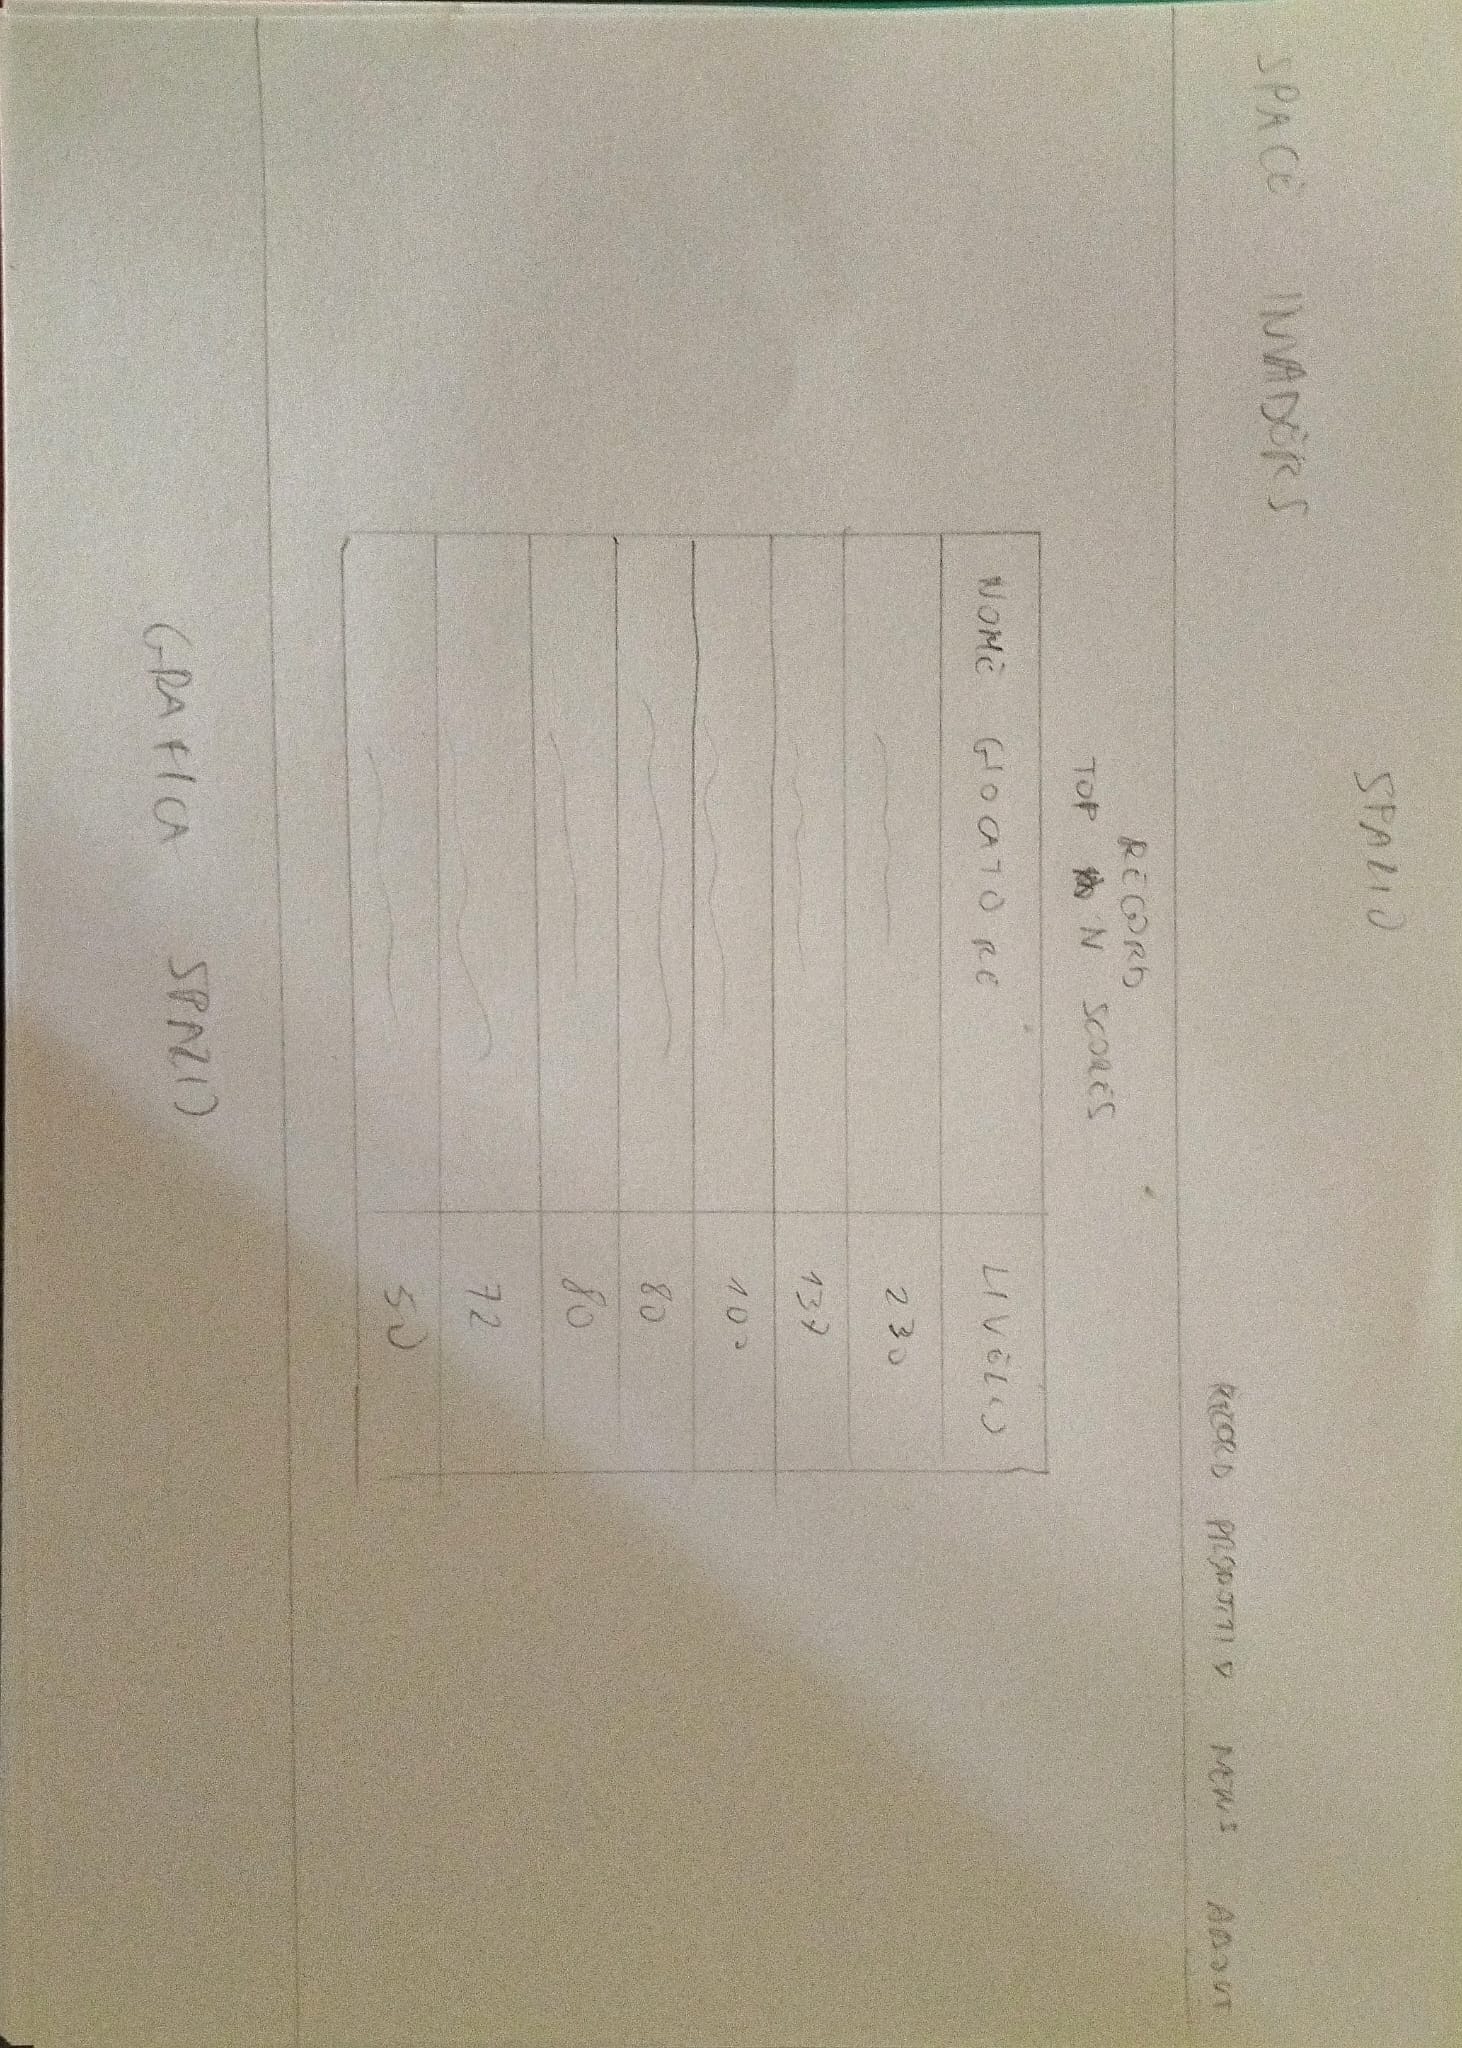 SPAZIO
SPACE INVADERS
RECORD PRODOTTI NEWS ABOUT
RECORD
TOP N SCORES
NOME GIOCATORE LIVELLO
230
137
100
80
80
72
50
GRAFICA SPAZIO